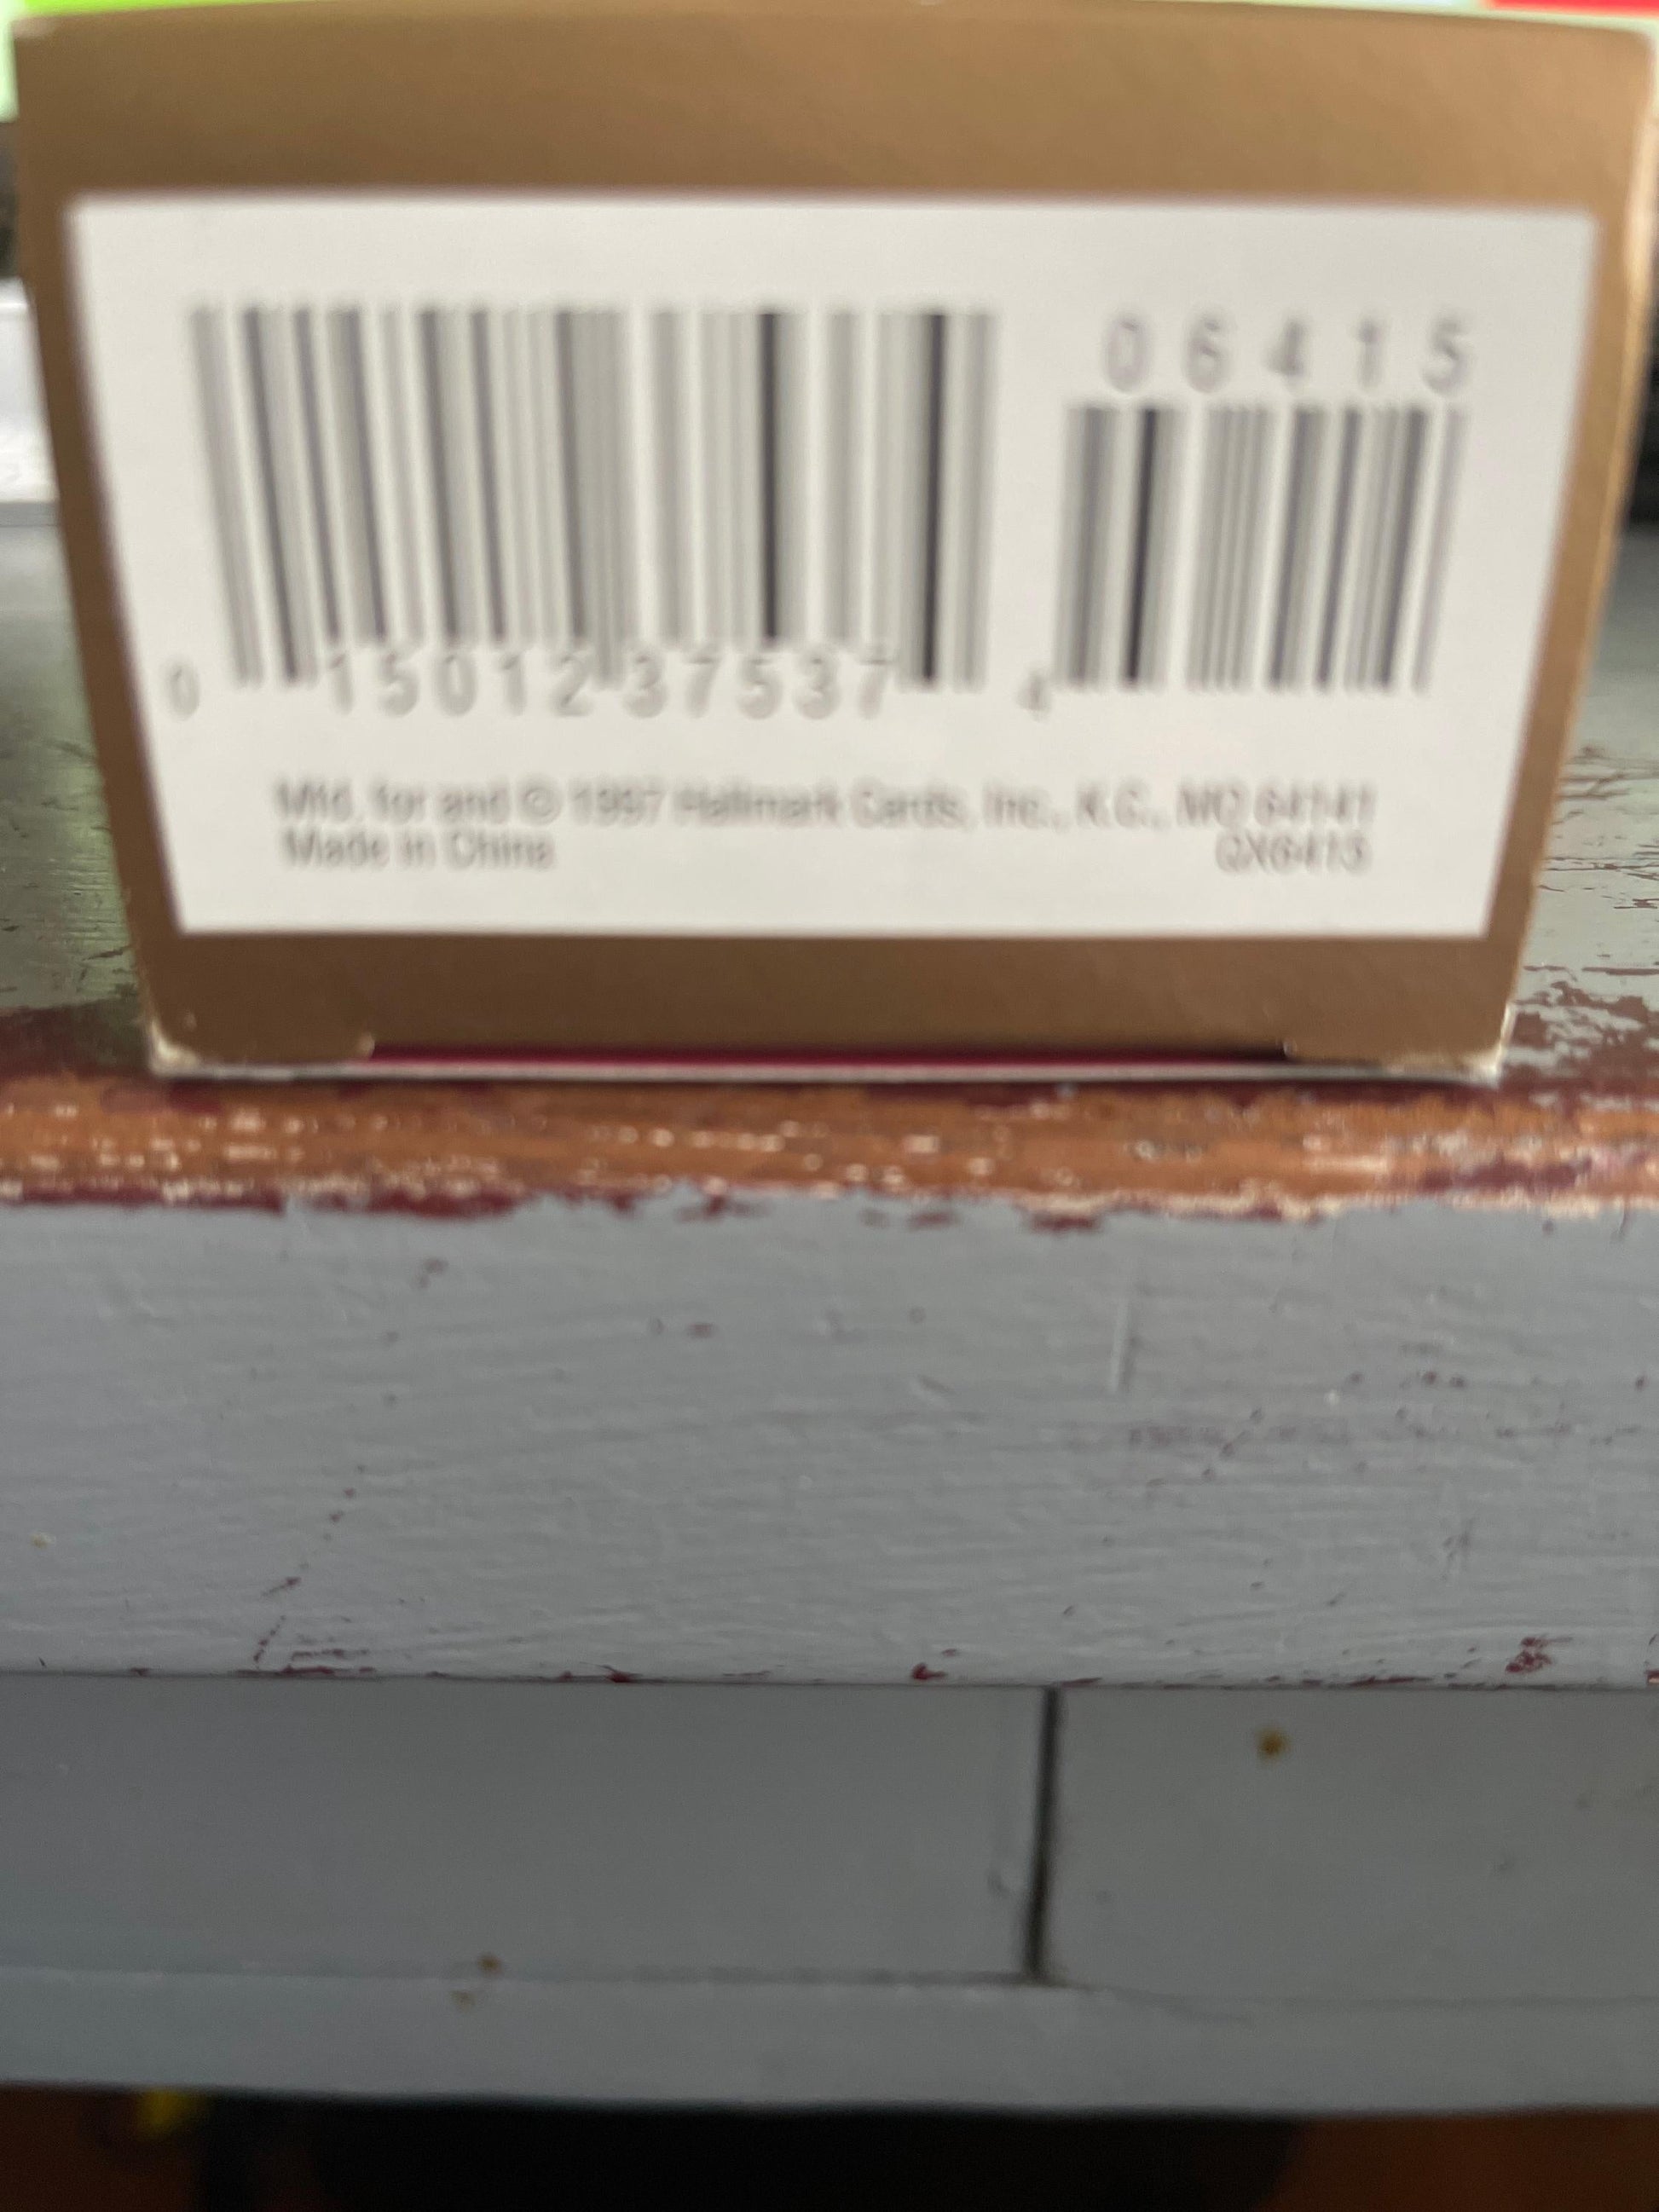 06415
0 15012 37537 4
Mfd. for and © 1997 Hallmark Cards, Inc., K.C., MO 64141
Made in China QX6415